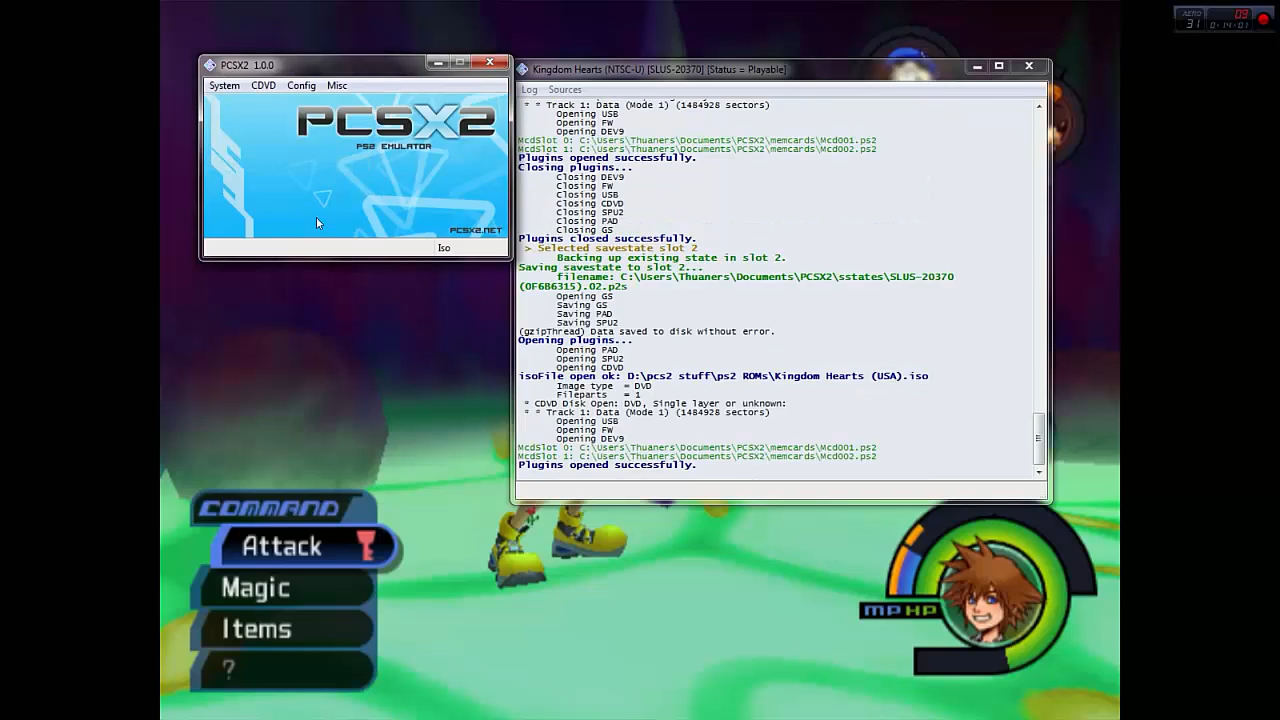 AERO 09
31 0:14:01
PCSX2 1.0.0
System CDVD Config Misc
PCSX2
PS2 EMULATOR
PCSX2.NET
Iso
Kingdom Hearts (NTSC-U) [SLUS-20370] [Status = Playable]
Log Sources
* * Track 1: Data (Mode 1) (1484928 sectors)
Opening USB
Opening FW
Opening DEV9
McdSlot 0: C:\Users\Thuaners\Documents\PCSX2\memcards\Mcd001.ps2
McdSlot 1: C:\Users\Thuaners\Documents\PCSX2\memcards\Mcd002.ps2
Plugins opened successfully.
Closing plugins...
Closing DEV9
Closing FW
Closing USB
Closing CDVD
Closing SPU2
Closing PAD
Closing GS
Plugins closed successfully.
> Selected savestate slot 2
Backing up existing state in slot 2.
Saving savestate to slot 2...
filename: C:\Users\Thuaners\Documents\PCSX2\sstates\SLUS-20370
(0F6B6315).02.p2s
Opening GS
Saving GS
Saving PAD
Saving SPU2
(gzipThread) Data saved to disk without error.
Opening plugins...
Opening PAD
Opening SPU2
Opening CDVD
isoFile open ok: D:\pcs2 stuff\ps2 ROMs\Kingdom Hearts (USA).iso
Image type = DVD
Fileparts = 1
* CDVD Disk Open: DVD, Single layer or unknown:
* * Track 1: Data (Mode 1) (1484928 sectors)
Opening USB
Opening FW
Opening DEV9
McdSlot 0: C:\Users\Thuaners\Documents\PCSX2\memcards\Mcd001.ps2
McdSlot 1: C:\Users\Thuaners\Documents\PCSX2\memcards\Mcd002.ps2
Plugins opened successfully.
COMMAND
Attack
Magic
Items
?
MP HP